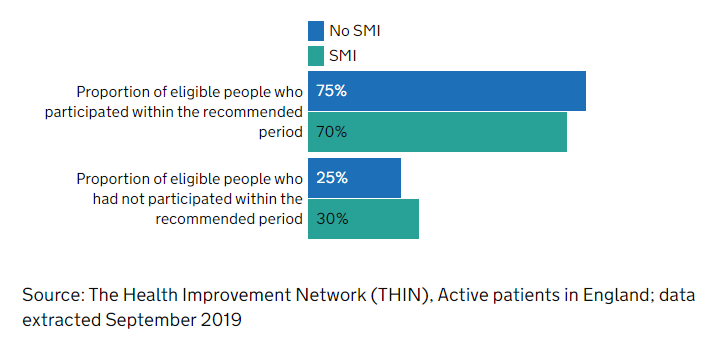 No SMI
SMI
Proportion of eligible people who
participated within the recommended
period
75%
70%
Proportion of eligible people who
had not participated within the
recommended period
25%
30%
Source: The Health Improvement Network (THIN), Active patients in England; data
extracted September 2019